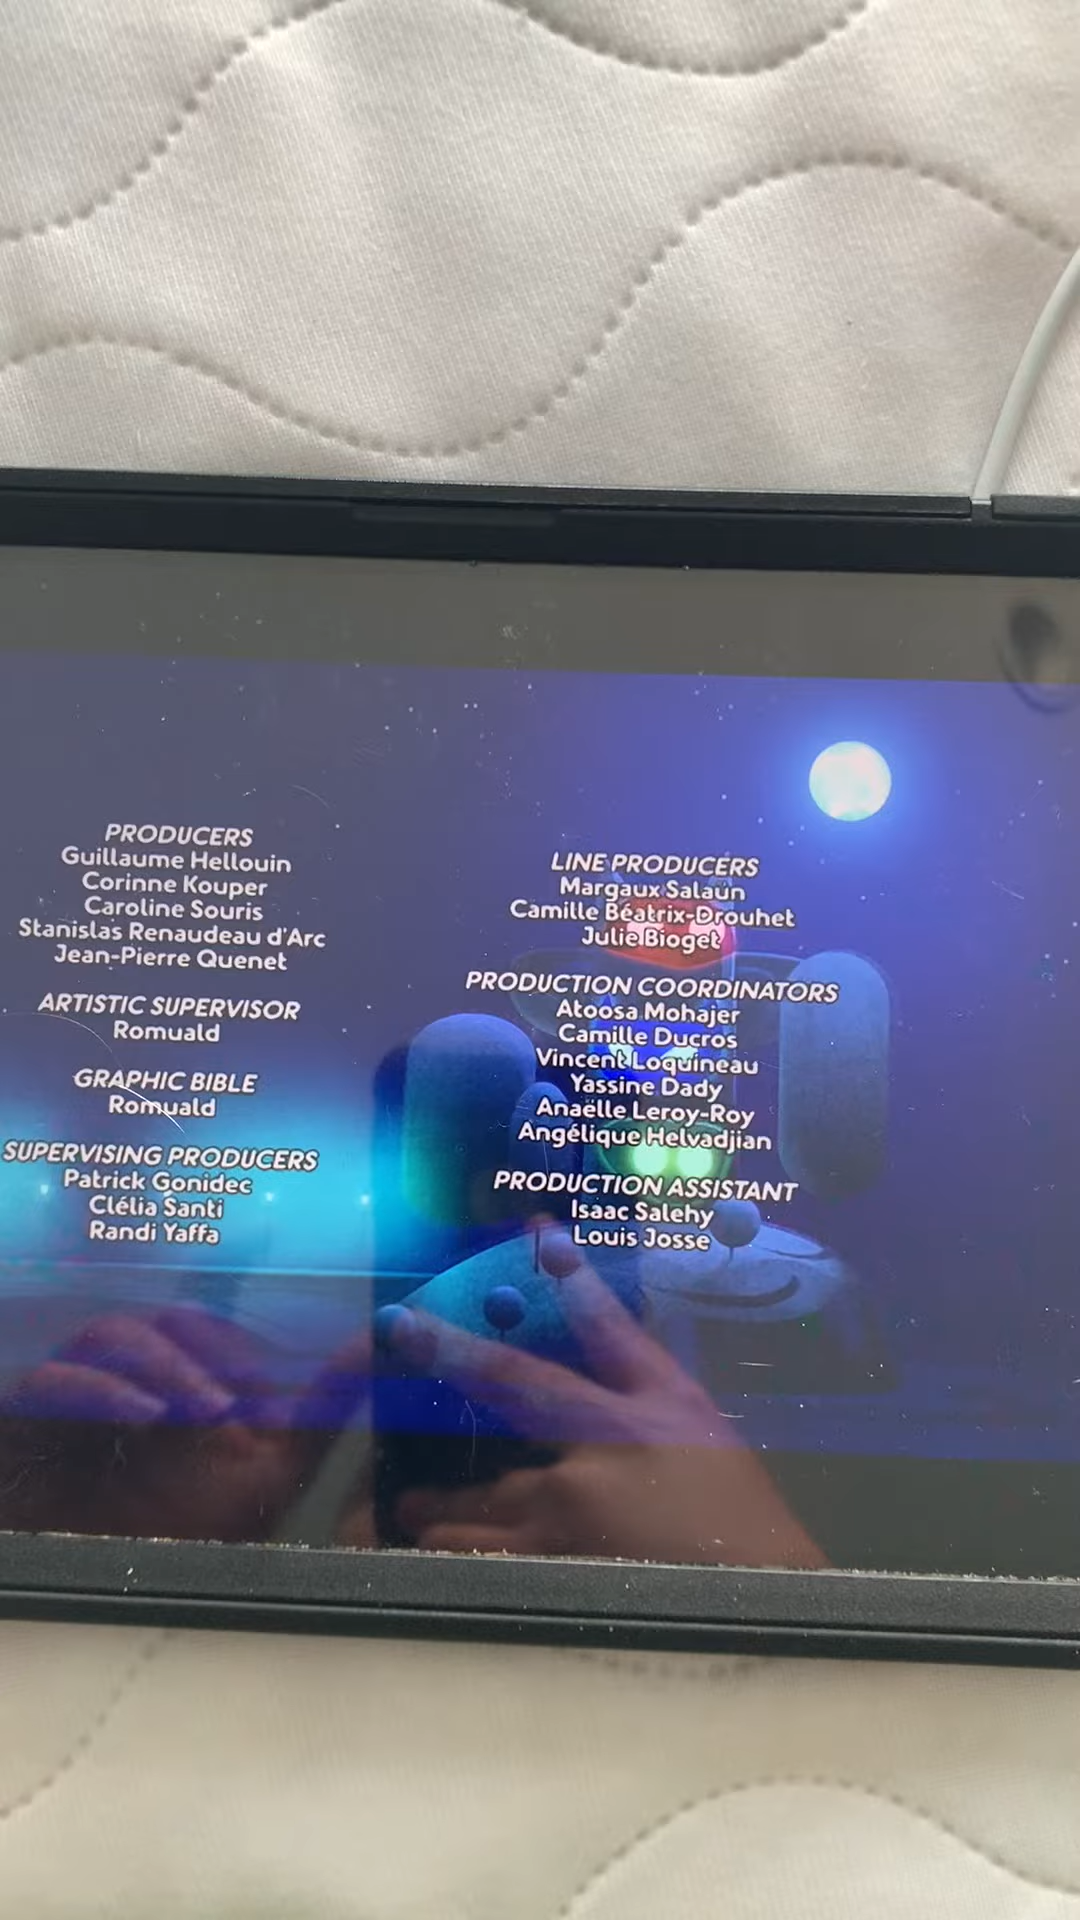 PRODUCERS
Guillaume Hellouin
Corinne Kouper
Caroline Souris
Stanislas Renaudeau d'Arc
Jean-Pierre Quenet
ARTISTIC SUPERVISOR
Romuald
GRAPHIC BIBLE
Romuald
SUPERVISING PRODUCERS
Patrick Gonidec
Clélia Santi
Randi Yaffa
LINE PRODUCERS
Margaux Salaün
Camille Béatrix-Drouhet
Julie Bioget
PRODUCTION COORDINATORS
Atoosa Mohajer
Camille Ducros
Vincent Loquineau
Yassine Dady
Anaëlle Leroy-Roy
Angélique Helvadjian
PRODUCTION ASSISTANT
Isaac Salehy
Louis Josse